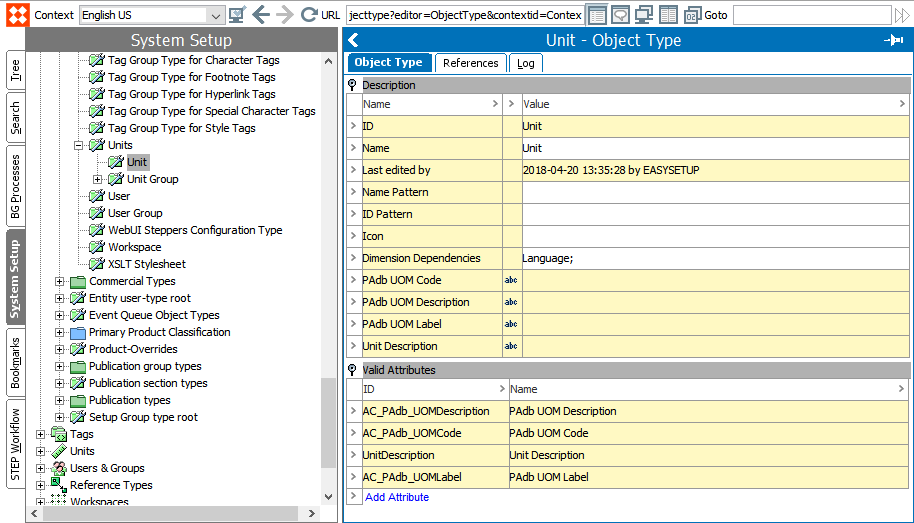 Context English US URL jecttype?editor=ObjectType&contextid=Contex Goto
Tree
Search
BG Processes
System Setup
Bookmarks
STEP Workflow
System Setup
Tag Group Type for Character Tags
Tag Group Type for Footnote Tags
Tag Group Type for Hyperlink Tags
Tag Group Type for Special Character Tags
Tag Group Type for Style Tags
Units
Unit
Unit Group
User
User Group
WebUI Steppers Configuration Type
Workspace
XSLT Stylesheet
Commercial Types
Entity user-type root
Event Queue Object Types
Primary Product Classification
Product-Overrides
Publication group types
Publication section types
Publication types
Setup Group type root
Tags
Units
Users & Groups
Reference Types
Workspaces
Unit - Object Type
Object Type References Log
Description
Name > > Value >
> ID Unit
> Name Unit
> Last edited by 2018-04-20 13:35:28 by EASYSETUP
> Name Pattern
> ID Pattern
> Icon
> Dimension Dependencies Language;
> PAdb UOM Code abc
> PAdb UOM Description abc
> PAdb UOM Label abc
> Unit Description abc
Valid Attributes
ID > Name >
> AC_PAdb_UOMDescription PAdb UOM Description
> AC_PAdb_UOMCode PAdb UOM Code
> UnitDescription Unit Description
> AC_PAdb_UOMLabel PAdb UOM Label
> Add Attribute